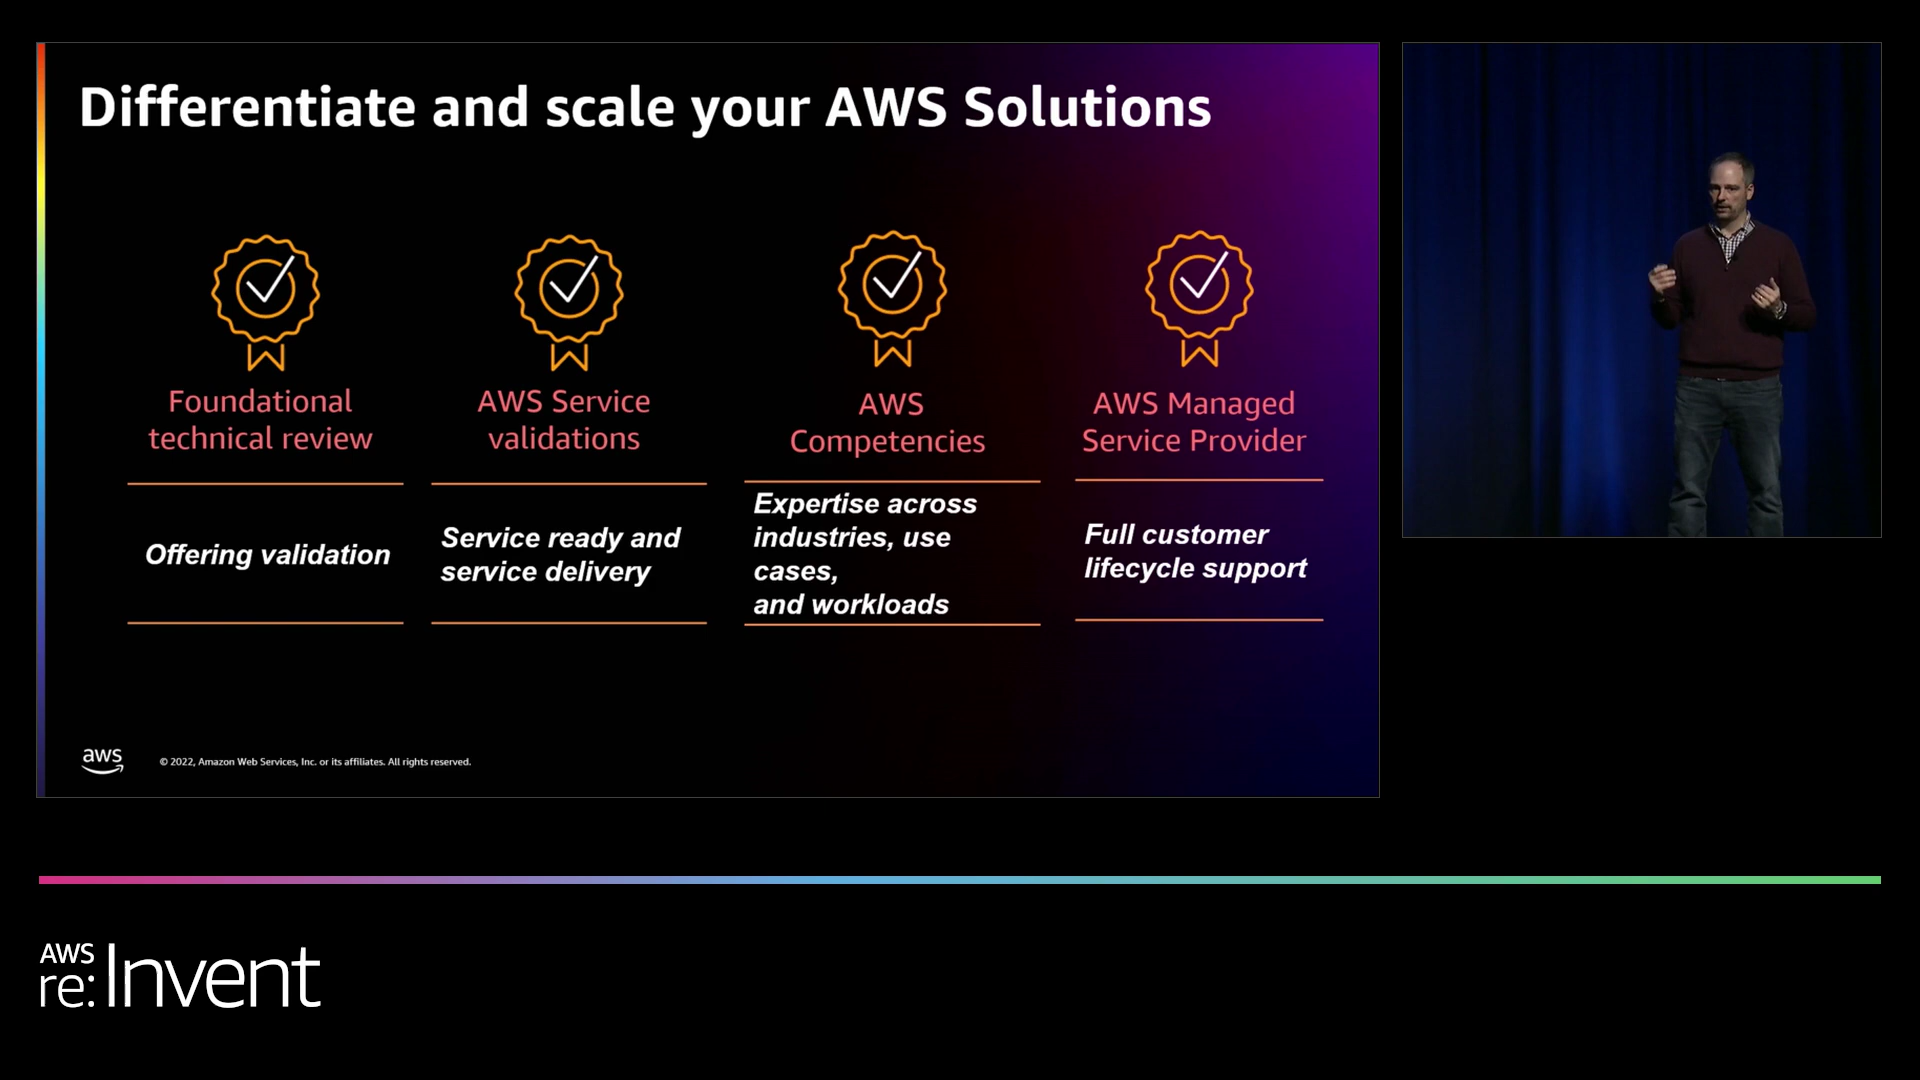 Differentiate and scale your AWS Solutions
Foundational
technical review
Offering validation
AWS Service
validations
Service ready and
service delivery
AWS
Competencies
Expertise across
industries, use
cases,
and workloads
AWS Managed
Service Provider
Full customer
lifecycle support
aws
© 2022, Amazon Web Services, Inc. or its affiliates. All rights reserved.
AWS
re:Invent